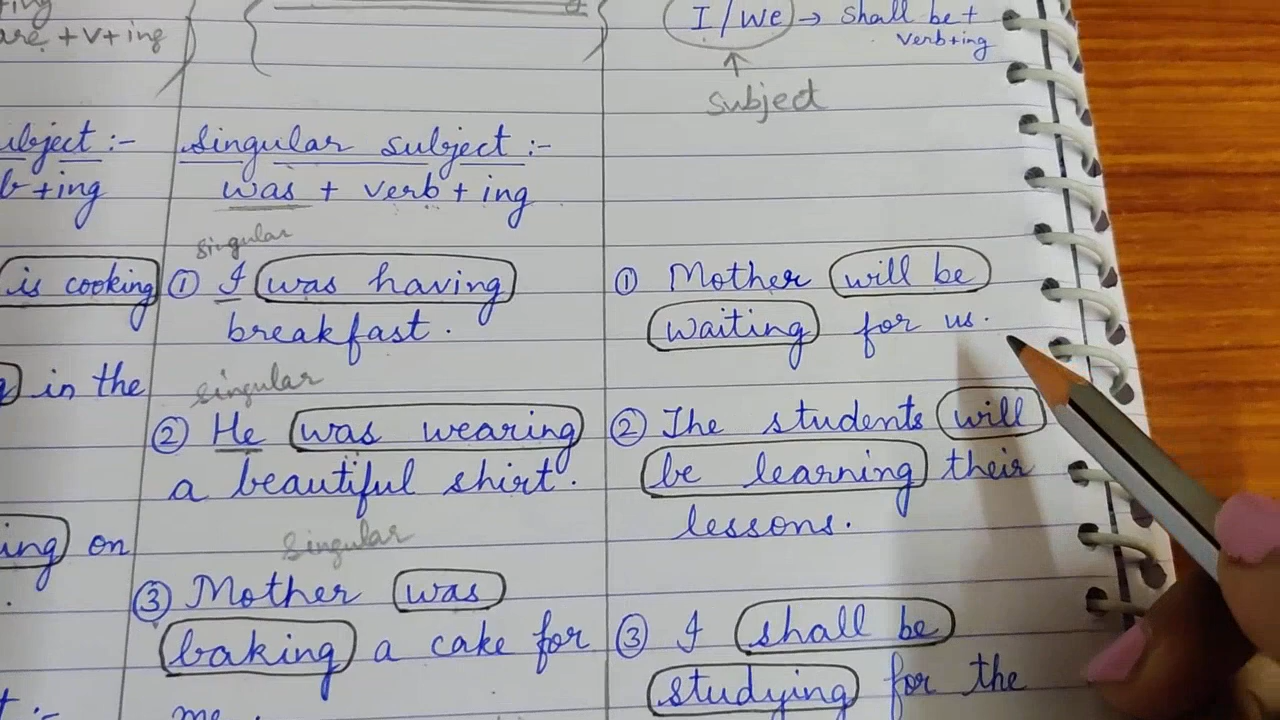 are + v + ing
I/we → shall be +
verb+ing
subject
ubject :-
b+ing
singular subject :-
was + verb + ing
is cooking
in the
ing on
singular
① I was having
breakfast.
singular
② He was wearing
a beautiful shirt.
singular
③ Mother was
baking a cake for
me.
① Mother will be
waiting for us.
② The students will
be learning their
lessons.
③ I shall be
studying for the